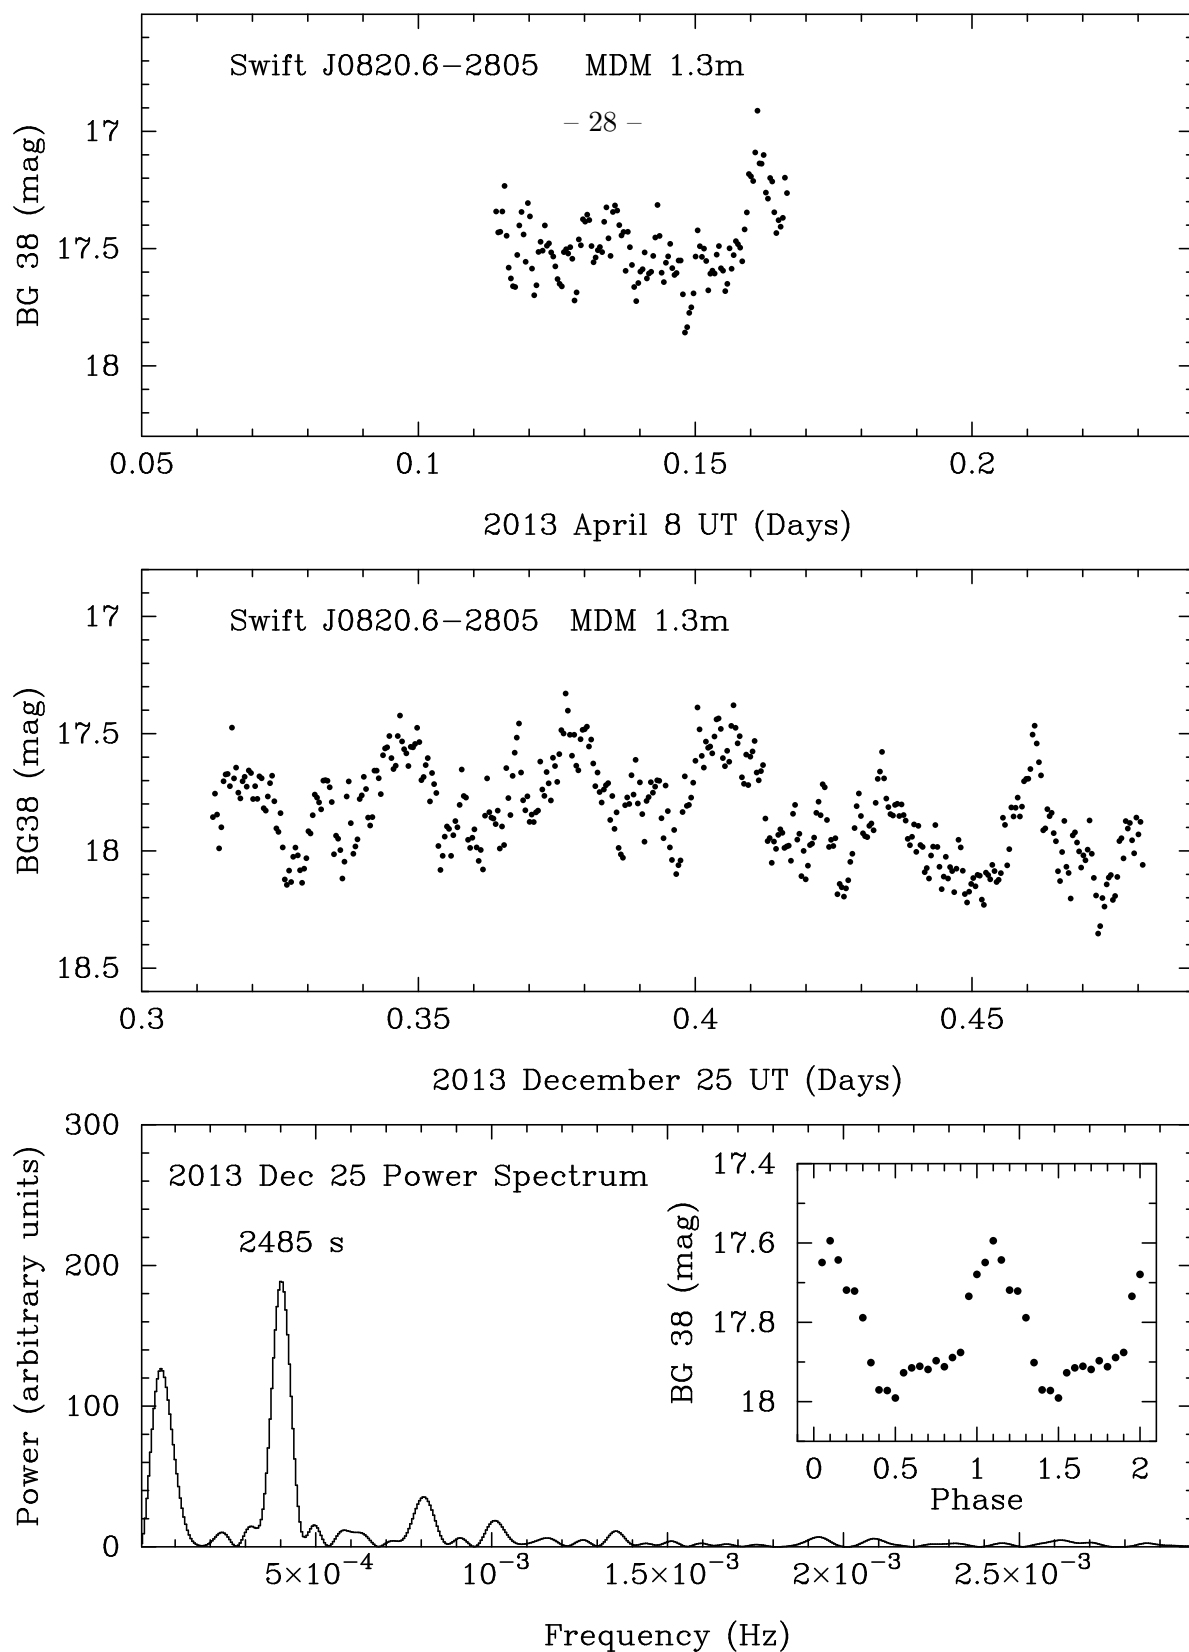 Swift J0820.6−2805 MDM 1.3m
– 28 –
17
17.5
18
BG 38 (mag)
0.05 0.1 0.15 0.2
2013 April 8 UT (Days)
Swift J0820.6−2805 MDM 1.3m
17
17.5
18
18.5
BG38 (mag)
0.3 0.35 0.4 0.45
2013 December 25 UT (Days)
300
200
100
0
Power (arbitrary units)
2013 Dec 25 Power Spectrum
2485 s
17.4
17.6
17.8
18
BG 38 (mag)
0 0.5 1 1.5 2
Phase
5×10⁻⁴ 10⁻³ 1.5×10⁻³ 2×10⁻³ 2.5×10⁻³
Frequency (Hz)